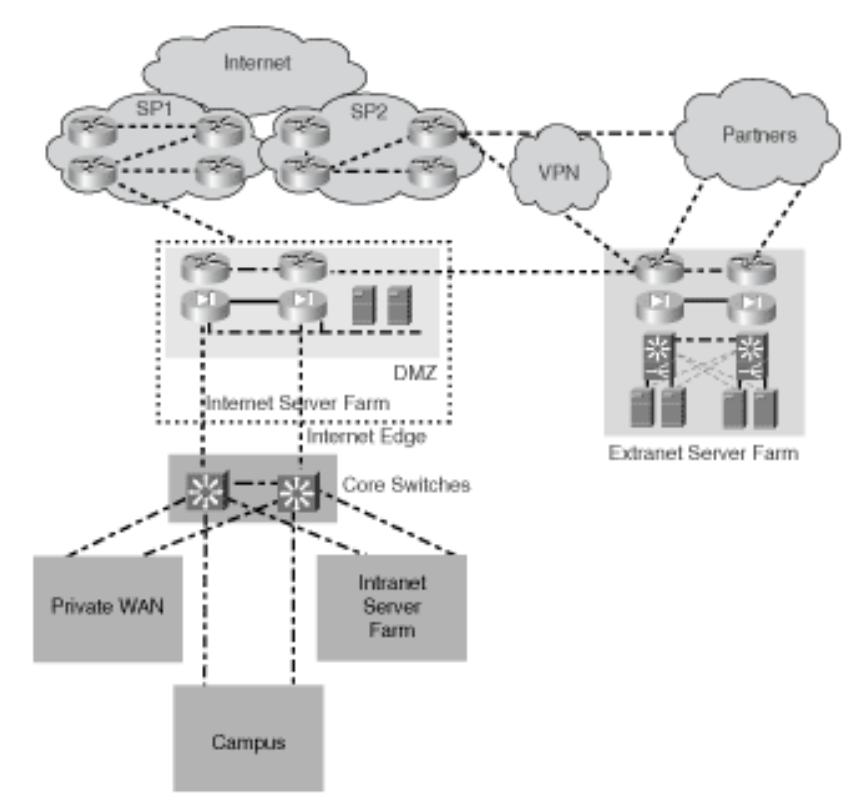 Internet
SP1
SP2
VPN
Partners
DMZ
Internet Server Farm
Internet Edge
Extranet Server Farm
Core Switches
Private WAN
Intranet
Server
Farm
Campus